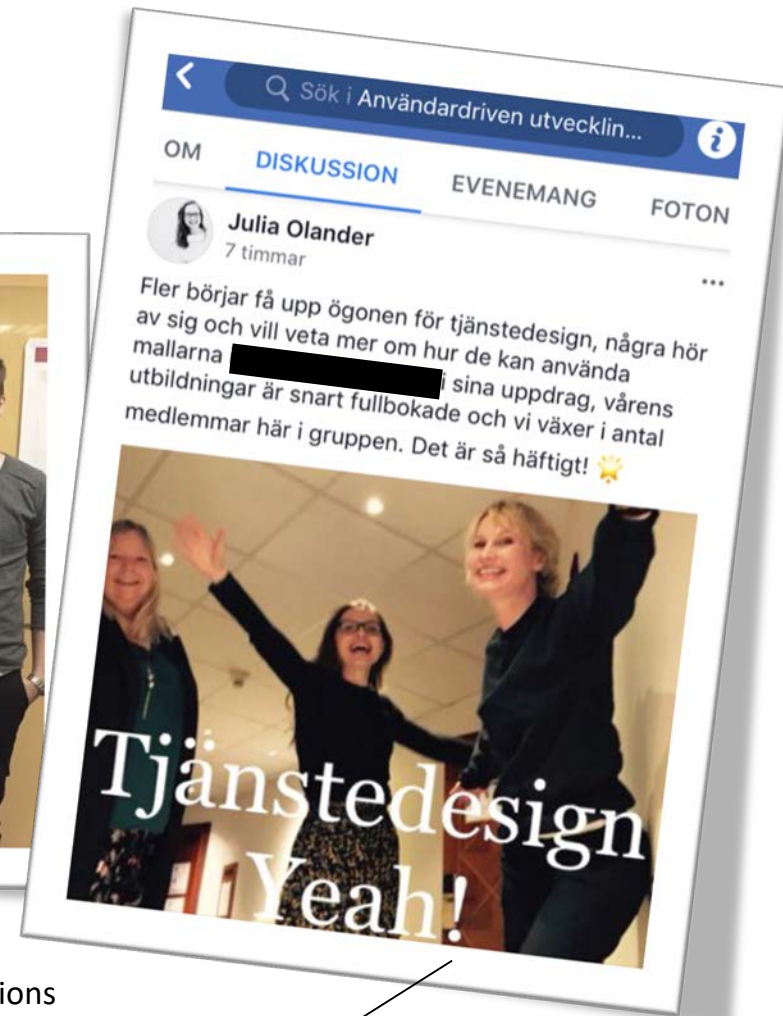 Sök i Användardriven utvecklin...
OM DISKUSSION EVENEMANG FOTON
Julia Olander
7 timmar
Fler börjar få upp ögonen för tjänstedesign, några hör
av sig och vill veta mer om hur de kan använda
mallarna i sina uppdrag, vårens
utbildningar är snart fullbokade och vi växer i antal
medlemmar här i gruppen. Det är så häftigt!
Tjänstedesign
Yeah!
ions